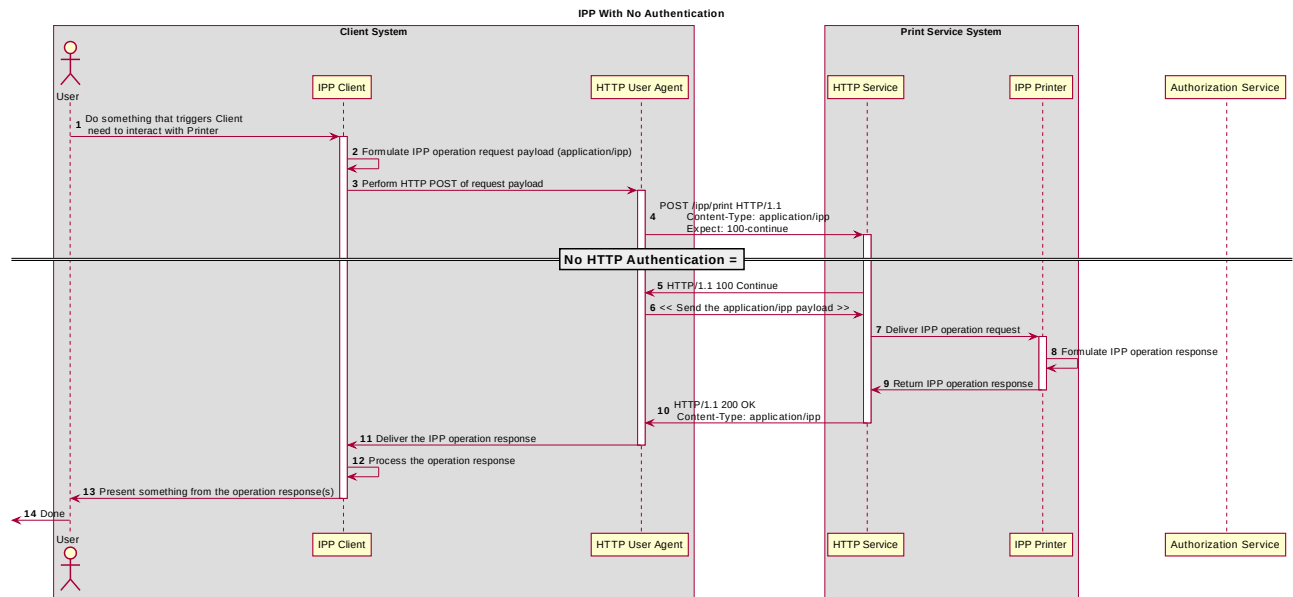 IPP With No Authentication
Client System
Print Service System
User
IPP Client
HTTP User Agent
HTTP Service
IPP Printer
Authorization Service
1 Do something that triggers Client
need to interact with Printer
2 Formulate IPP operation request payload (application/ipp)
3 Perform HTTP POST of request payload
POST /ipp/print HTTP/1.1
4 Content-Type: application/ipp
Expect: 100-continue
No HTTP Authentication =
5 HTTP/1.1 100 Continue
6 << Send the application/ipp payload >>
7 Deliver IPP operation request
8 Formulate IPP operation response
9 Return IPP operation response
HTTP/1.1 200 OK
10 Content-Type: application/ipp
11 Deliver the IPP operation response
12 Process the operation response
13 Present something from the operation response(s)
14 Done
User
IPP Client
HTTP User Agent
HTTP Service
IPP Printer
Authorization Service